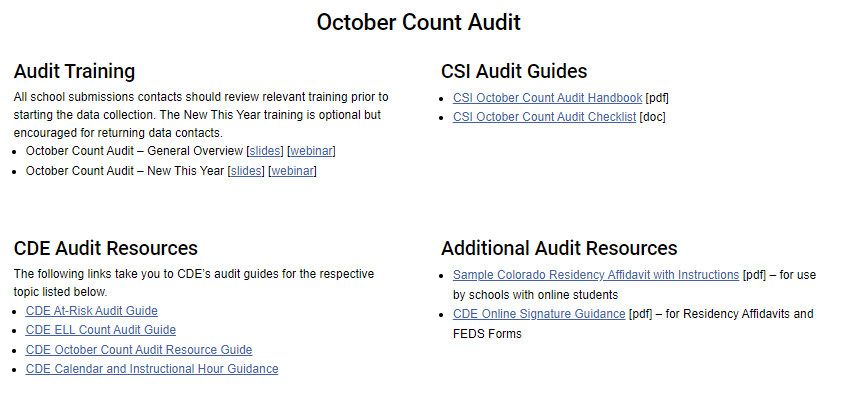 October Count Audit
Audit Training
All school submissions contacts should review relevant training prior to
starting the data collection. The New This Year training is optional but
encouraged for returning data contacts.
• October Count Audit – General Overview [slides] [webinar]
• October Count Audit – New This Year [slides] [webinar]
CSI Audit Guides
• CSI October Count Audit Handbook [pdf]
• CSI October Count Audit Checklist [doc]
CDE Audit Resources
The following links take you to CDE's audit guides for the respective
topic listed below.
• CDE At-Risk Audit Guide
• CDE ELL Count Audit Guide
• CDE October Count Audit Resource Guide
• CDE Calendar and Instructional Hour Guidance
Additional Audit Resources
• Sample Colorado Residency Affidavit with Instructions [pdf] – for use
by schools with online students
• CDE Online Signature Guidance [pdf] – for Residency Affidavits and
FEDS Forms